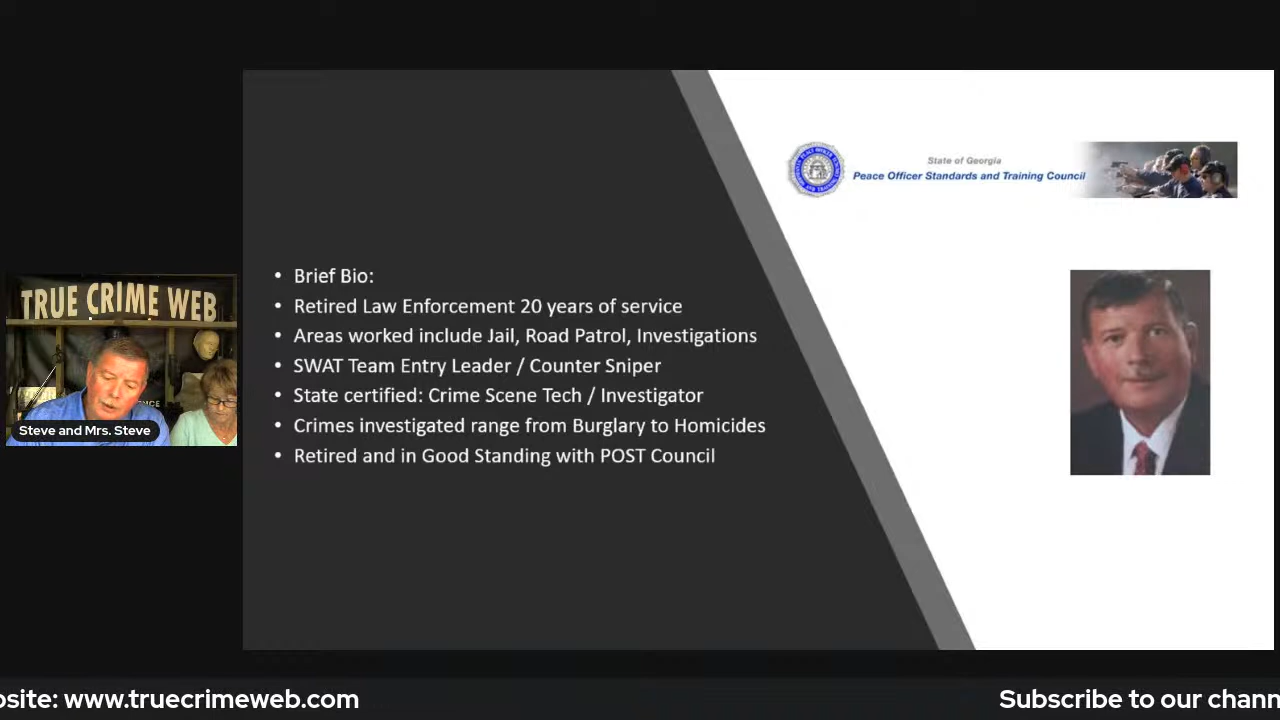 State of Georgia
Peace Officer Standards and Training Council
• Brief Bio:
• Retired Law Enforcement 20 years of service
• Areas worked include Jail, Road Patrol, Investigations
• SWAT Team Entry Leader / Counter Sniper
• State certified: Crime Scene Tech / Investigator
• Crimes investigated range from Burglary to Homicides
• Retired and in Good Standing with POST Council
TRUE CRIME WEB
Steve and Mrs. Steve
osite: www.truecrimeweb.com
Subscribe to our chann